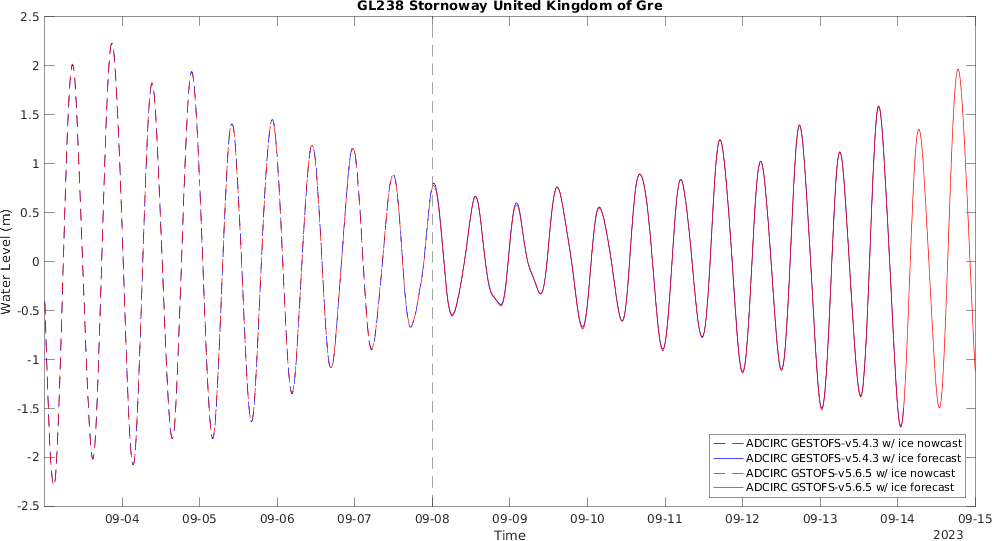 GL238 Stornoway United Kingdom of Gre
2.5
2
1.5
1
0.5
0
-0.5
-1
-1.5
-2
-2.5
Water Level (m)
09-04 09-05 09-06 09-07 09-08 09-09 09-10 09-11 09-12 09-13 09-14 09-15
Time
2023
ADCIRC GESTOFS-v5.4.3 w/ ice nowcast
ADCIRC GESTOFS-v5.4.3 w/ ice forecast
ADCIRC GSTOFS-v5.6.5 w/ ice nowcast
ADCIRC GSTOFS-v5.6.5 w/ ice forecast